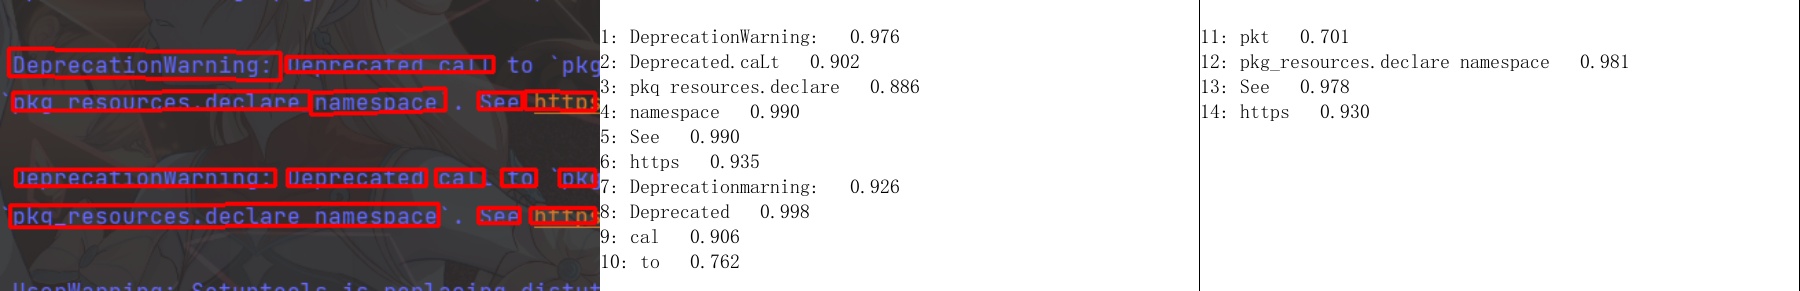 DeprecationWarning: Deprecated call to `pkg
`pkg_resources.declare_namespace`. See https
DeprecationWarning: Deprecated call to `pkg
`pkg_resources.declare_namespace`. See https
UserWarning: Setuptools is replacing distut
1: DeprecationWarning: 0.976
2: Deprecated.caLt 0.902
3: pkq resources.declare 0.886
4: namespace 0.990
5: See 0.990
6: https 0.935
7: Deprecationmarning: 0.926
8: Deprecated 0.998
9: cal 0.906
10: to 0.762
11: pkt 0.701
12: pkg_resources.declare namespace 0.981
13: See 0.978
14: https 0.930